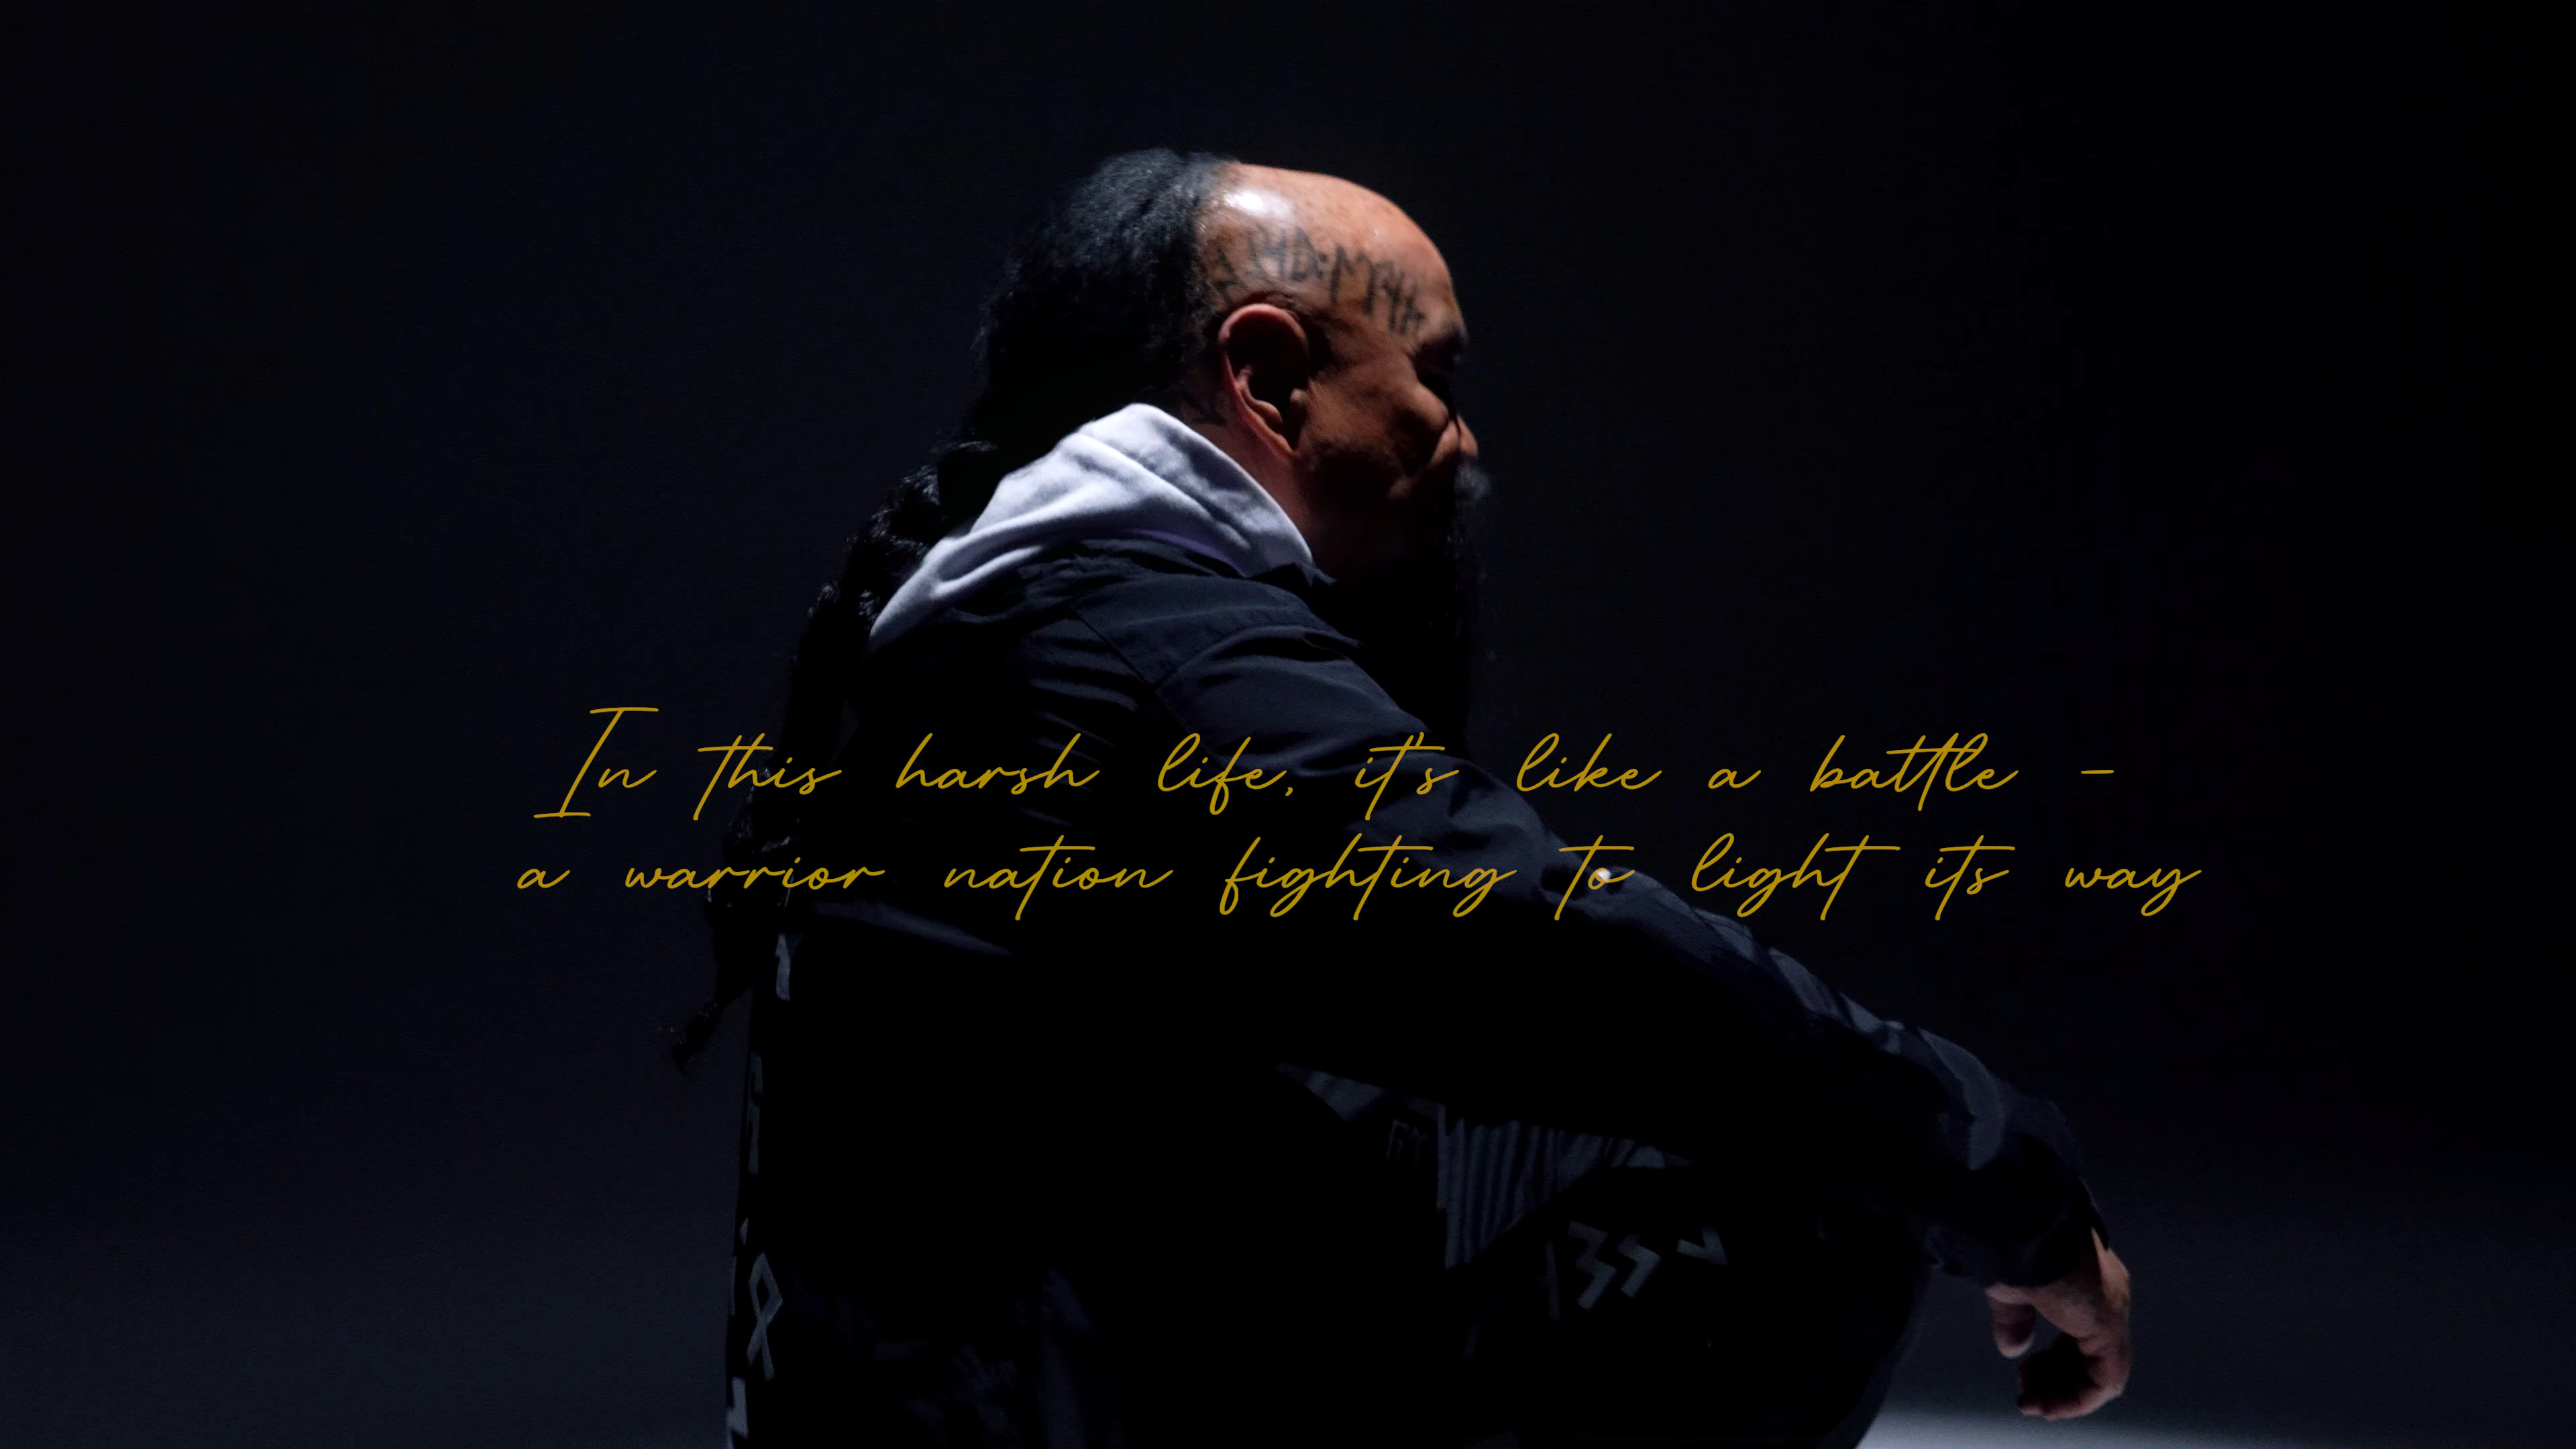 In this harsh life, it's like a battle -
a warrior nation fighting to light its way